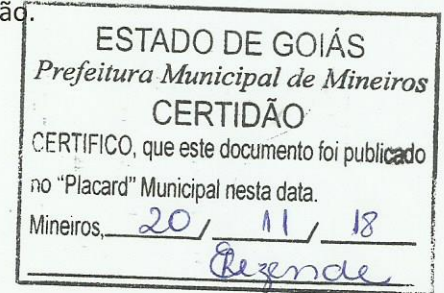 ão.
ESTADO DE GOIÁS
Prefeitura Municipal de Mineiros
CERTIDÃO
CERTIFICO, que este documento foi publicado
no "Placard" Municipal nesta data.
Mineiros, 20 / 11 / 18
Rezende